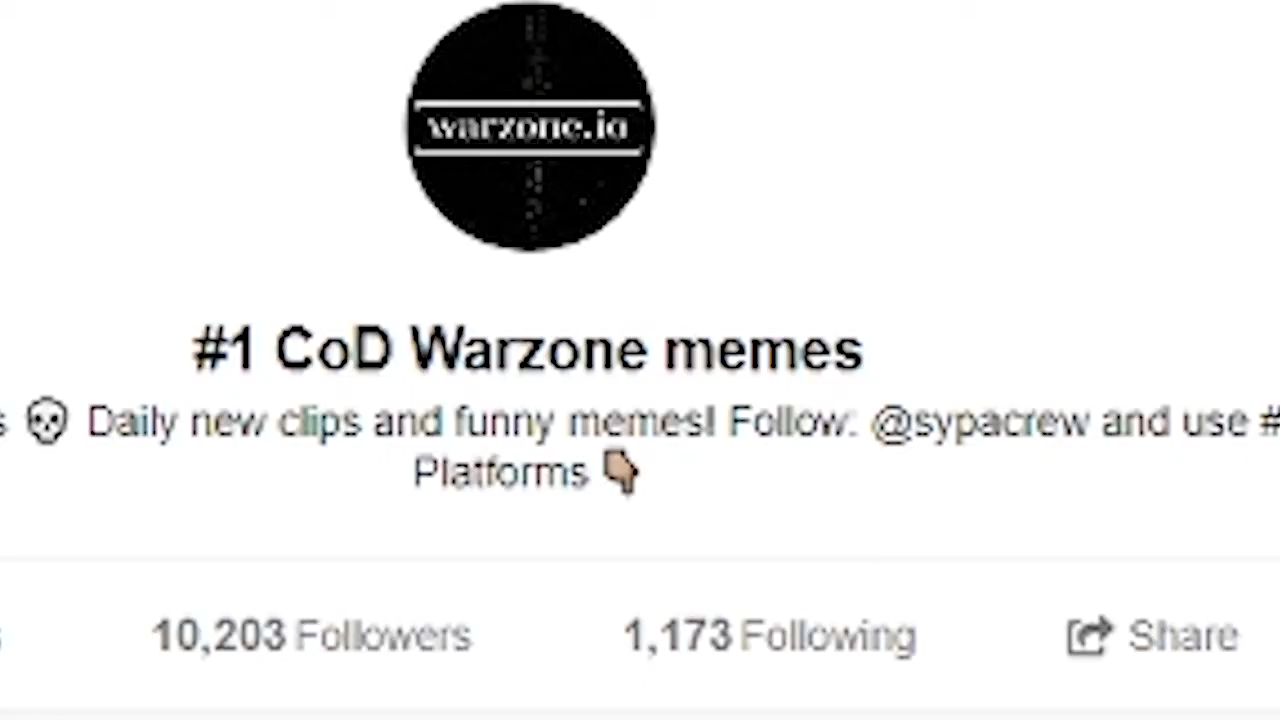 warzone.io
#1 CoD Warzone memes
s 💀 Daily new clips and funny memes! Follow: @sypacrew and use #
Platforms 👇🏽
10,203 Followers 1,173 Following Share